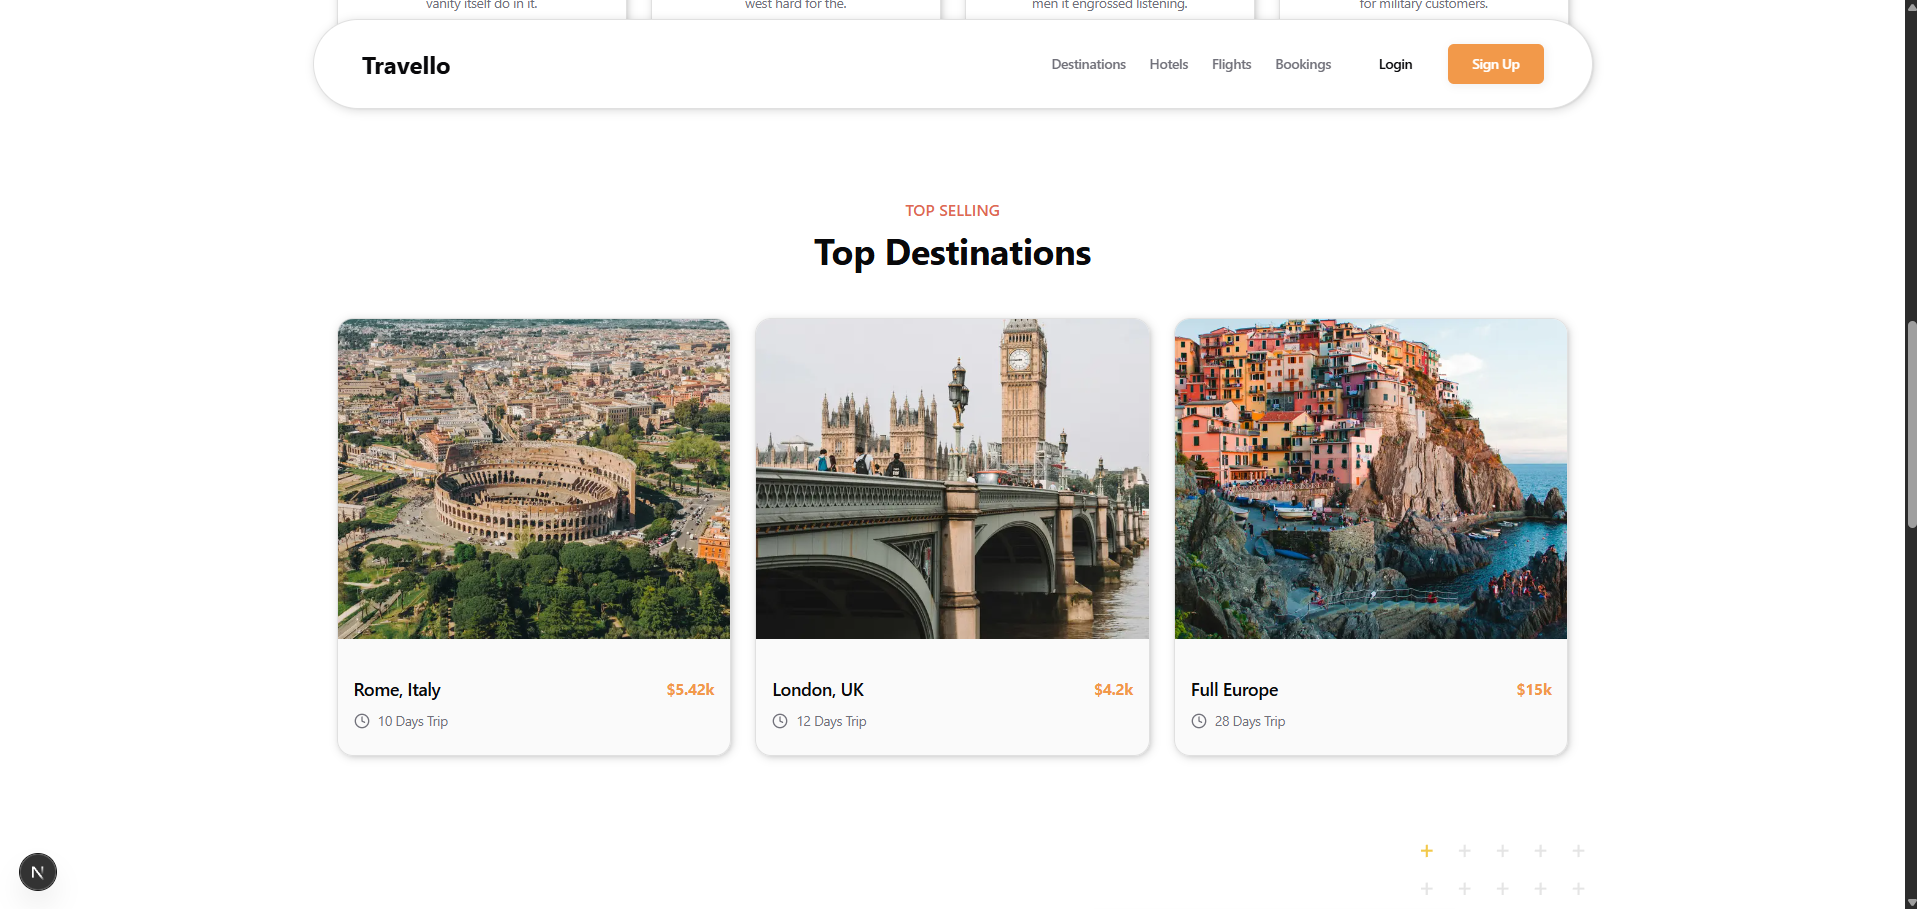 vanity itself do in it.
west hard for the.
men it engrossed listening.
for military customers.
Travello
Destinations
Hotels
Flights
Bookings
Login
Sign Up
TOP SELLING
Top Destinations
Rome, Italy
$5.42k
10 Days Trip
London, UK
$4.2k
12 Days Trip
Full Europe
$15k
28 Days Trip
N